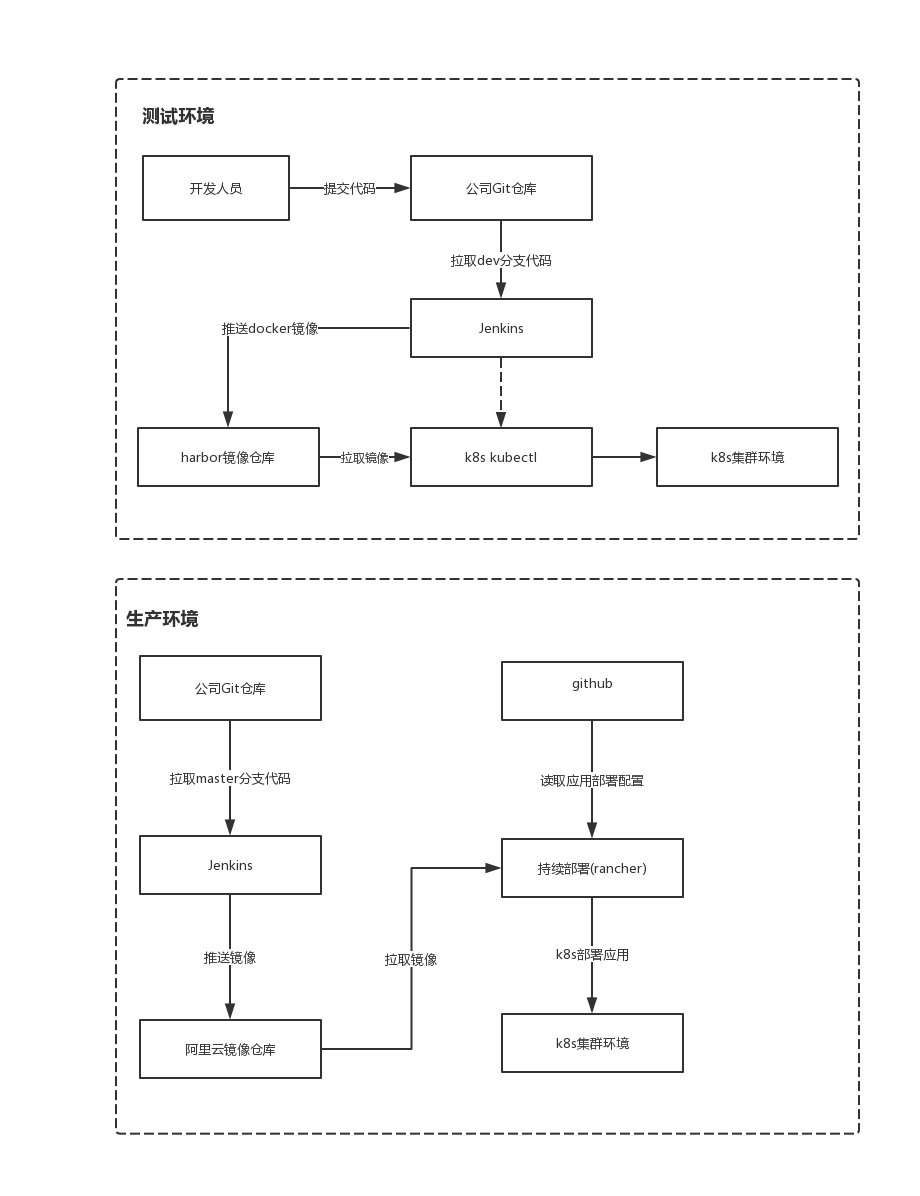 测试环境
开发人员
提交代码
公司Git仓库
拉取dev分支代码
推送docker镜像
Jenkins
harbor镜像仓库
拉取镜像
k8s kubectl
k8s集群环境
生产环境
公司Git仓库
github
拉取master分支代码
读取应用部署配置
Jenkins
持续部署(rancher)
推送镜像
拉取镜像
k8s部署应用
阿里云镜像仓库
k8s集群环境